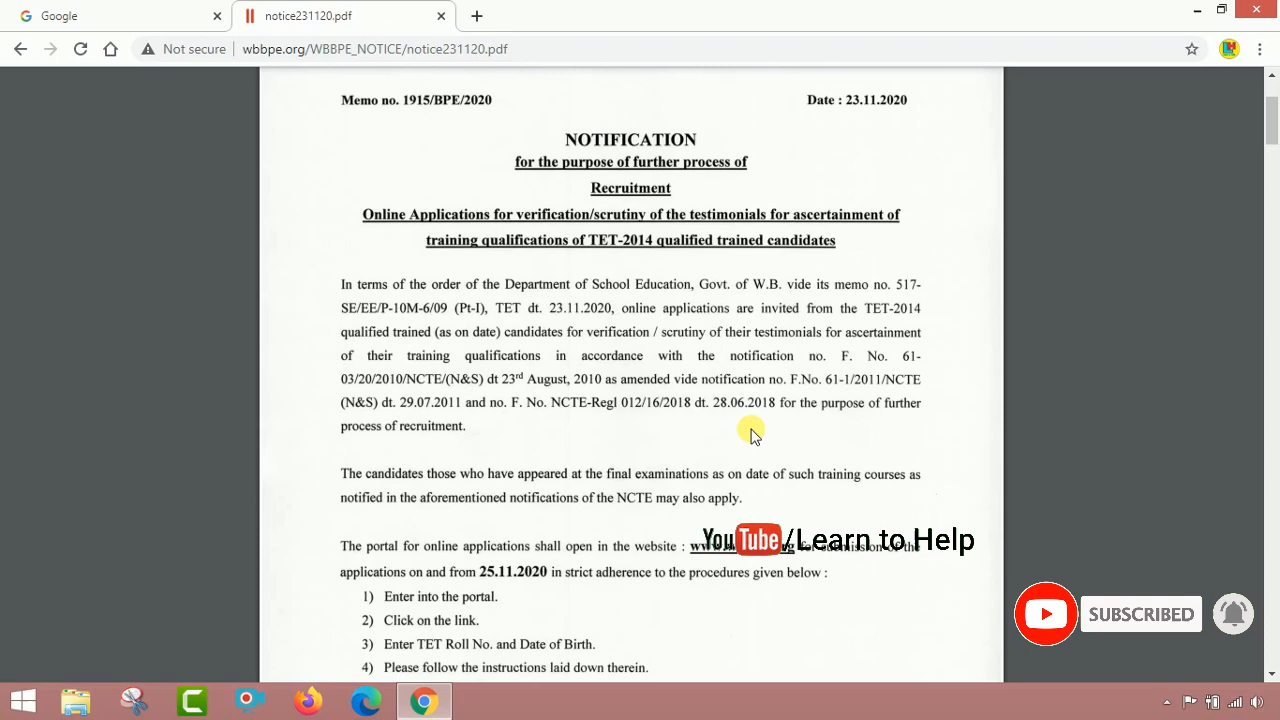 Google
notice231120.pdf
Not secure
wbbpe.org/WBBPE_NOTICE/notice231120.pdf
Memo no. 1915/BPE/2020 Date : 23.11.2020
NOTIFICATION
for the purpose of further process of
Recruitment
Online Applications for verification/scrutiny of the testimonials for ascertainment of
training qualifications of TET-2014 qualified trained candidates
In terms of the order of the Department of School Education, Govt. of W.B. vide its memo no. 517-
SE/EE/P-10M-6/09 (Pt-I), TET dt. 23.11.2020, online applications are invited from the TET-2014
qualified trained (as on date) candidates for verification / scrutiny of their testimonials for ascertainment
of their training qualifications in accordance with the notification no. F. No. 61-
03/20/2010/NCTE/(N&S) dt 23rd August, 2010 as amended vide notification no. F.No. 61-1/2011/NCTE
(N&S) dt. 29.07.2011 and no. F. No. NCTE-Regl 012/16/2018 dt. 28.06.2018 for the purpose of further
process of recruitment.
The candidates those who have appeared at the final examinations as on date of such training courses as
notified in the aforementioned notifications of the NCTE may also apply.
The portal for online applications shall open in the website : for submission of the
YouTube/Learn to Help
applications on and from 25.11.2020 in strict adherence to the procedures given below :
1) Enter into the portal.
2) Click on the link.
3) Enter TET Roll No. and Date of Birth.
4) Please follow the instructions laid down therein.
SUBSCRIBED